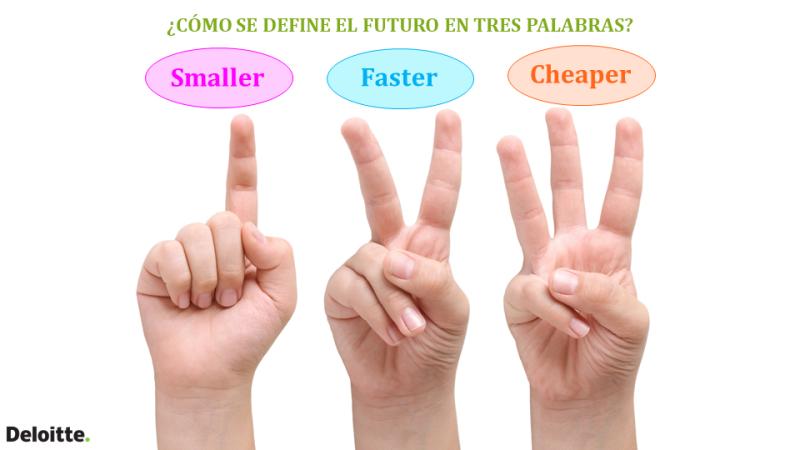 ¿CÓMO SE DEFINE EL FUTURO EN TRES PALABRAS?
Smaller
Faster
Cheaper
Deloitte.